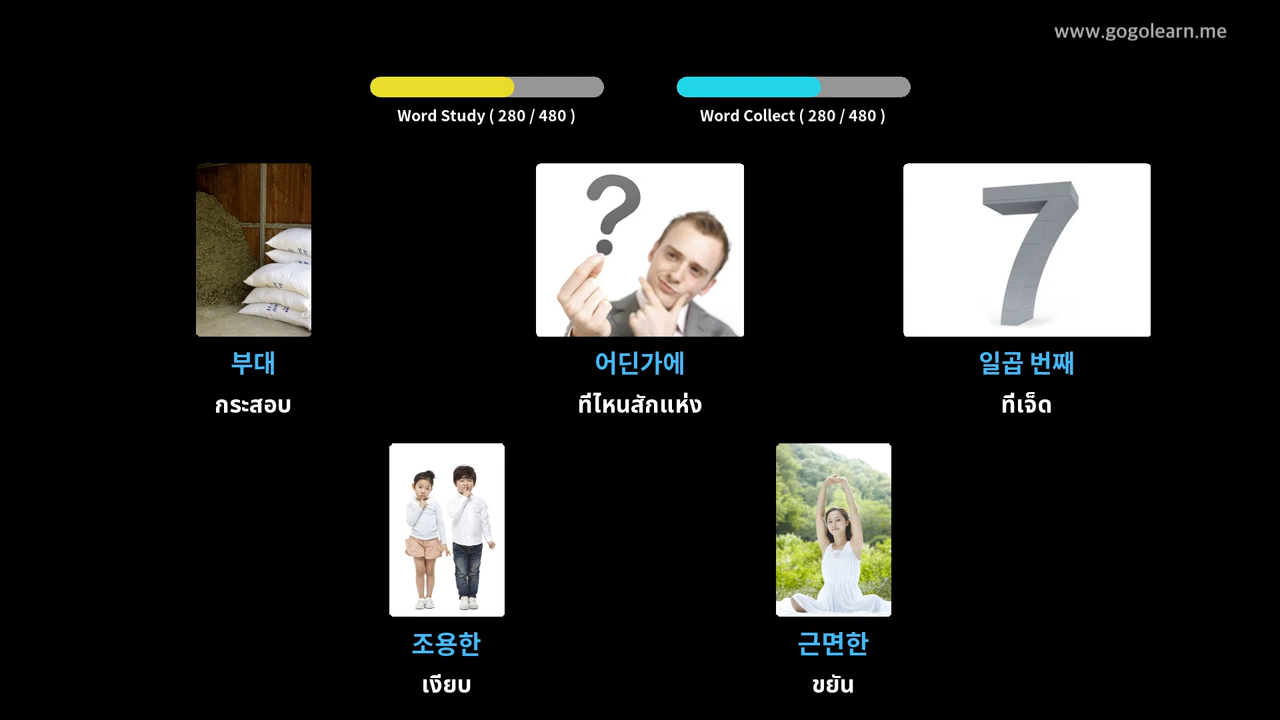 www.gogolearn.me
Word Study ( 280 / 480 )
Word Collect ( 280 / 480 )
부대
어딘가에
일곱 번째
กระสอบ
ที่ไหนสักแห่ง
ที่เจ็ด
조용한
근면한
เงียบ
ขยัน